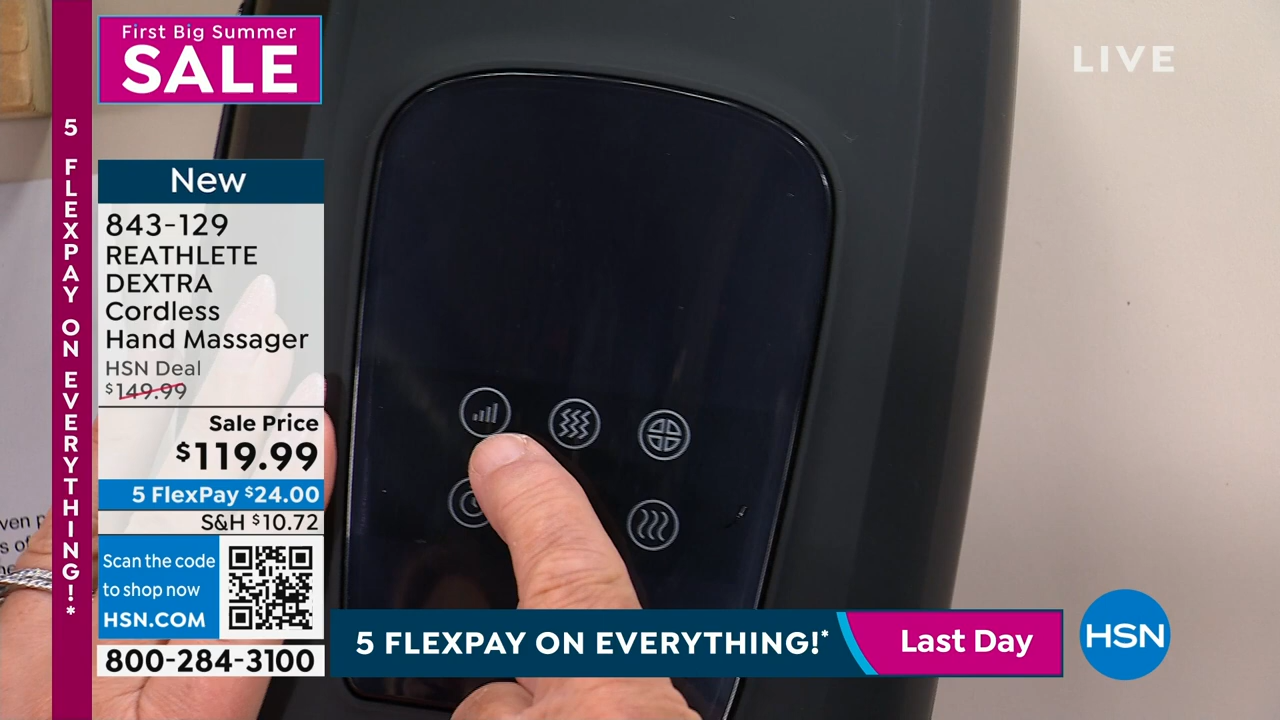 First Big Summer
SALE
LIVE
5 FLEXPAY ON EVERYTHING!*
New
843-129
REATHLETE
DEXTRA
Cordless
Hand Massager
HSN Deal
$149.99
Sale Price
$119.99
5 FlexPay $24.00
S&H $10.72
Scan the code
to shop now
HSN.COM
800-284-3100
ven
s of
5 FLEXPAY ON EVERYTHING!*
Last Day
HSN